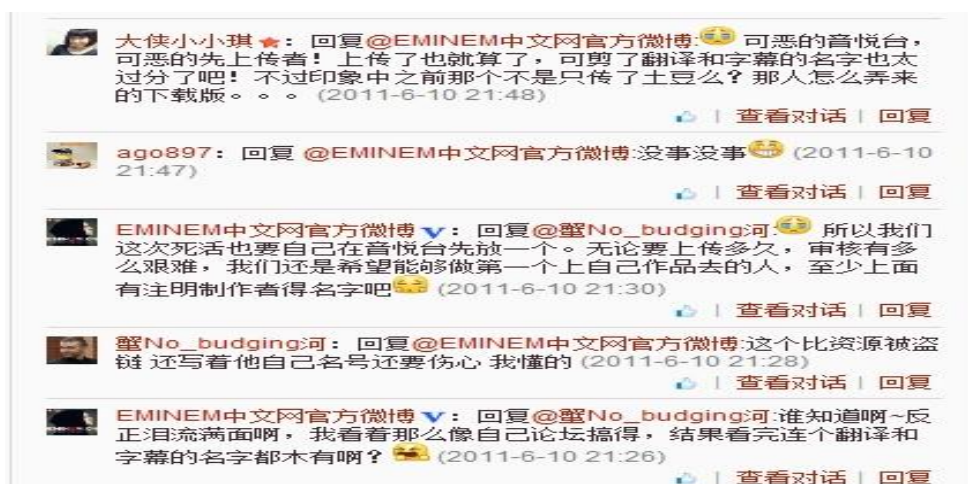 大侠小小琪：回复@EMINEM中文网官方微博: 可恶的音悦台，
可恶的先上传者！上传了也就算了，可剪了翻译和字幕的名字也太
过分了吧！不过印象中之前那个不是只传了土豆么？那人怎么弄来
的下载版。。。(2011-6-10 21:48)
| 查看对话 | 回复
ago897：回复 @EMINEM中文网官方微博:没事没事 (2011-6-10
21:47)
| 查看对话 | 回复
EMINEM中文网官方微博 V：回复@蟹No_budging河: 所以我们
这次死活也要自己在音悦台先放一个。无论要上传多久，审核有多
么艰难，我们还是希望能够做第一个上自己作品去的人，至少上面
有注明制作者得名字吧 (2011-6-10 21:30)
| 查看对话 | 回复
蟹No_budging河：回复@EMINEM中文网官方微博:这个比资源被盗
链 还写着他自己名号还要伤心 我懂的 (2011-6-10 21:28)
| 查看对话 | 回复
EMINEM中文网官方微博 V：回复@蟹No_budging河:谁知道啊~反
正泪流满面啊，我看着那么像自己论坛搞得，结果看完连个翻译和
字幕的名字都木有啊？ (2011-6-10 21:26)
| 查看对话 | 回复